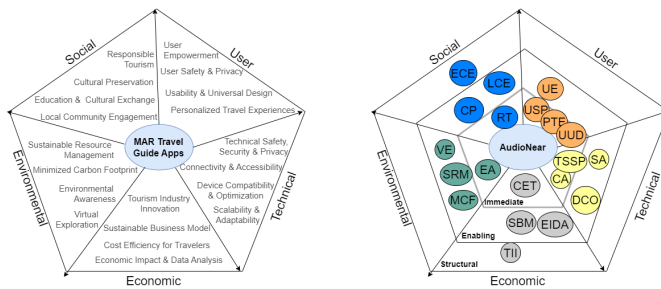 Social
User
Responsible
Tourism
User
Empowerment
User Safety & Privacy
Cultural Preservation
Usability & Universal Design
Education & Cultural Exchange
Personalized Travel Experiences
Local Community Engagement
MAR Travel
Guide Apps
Sustainable Resource
Management
Technical Safety,
Security & Privacy
Minimized Carbon Footprint
Connectivity & Accessibility
Environmental
Awareness
Device Compatibility
& Optimization
Tourism Industry
Innovation
Virtual
Exploration
Scalability &
Adaptability
Sustainable Business Model
Cost Efficiency for Travelers
Economic Impact & Data Analysis
Environmental
Technical
Economic
Social
User
ECE
LCE
UE
CP
RT
USP
PTE
UUD
AudioNear
VE
SRM
EA
MCF
TSSP
SA
CA
DCO
CET
Immediate
SBM
EIDA
Enabling
TII
Structural
Environmental
Technical
Economic